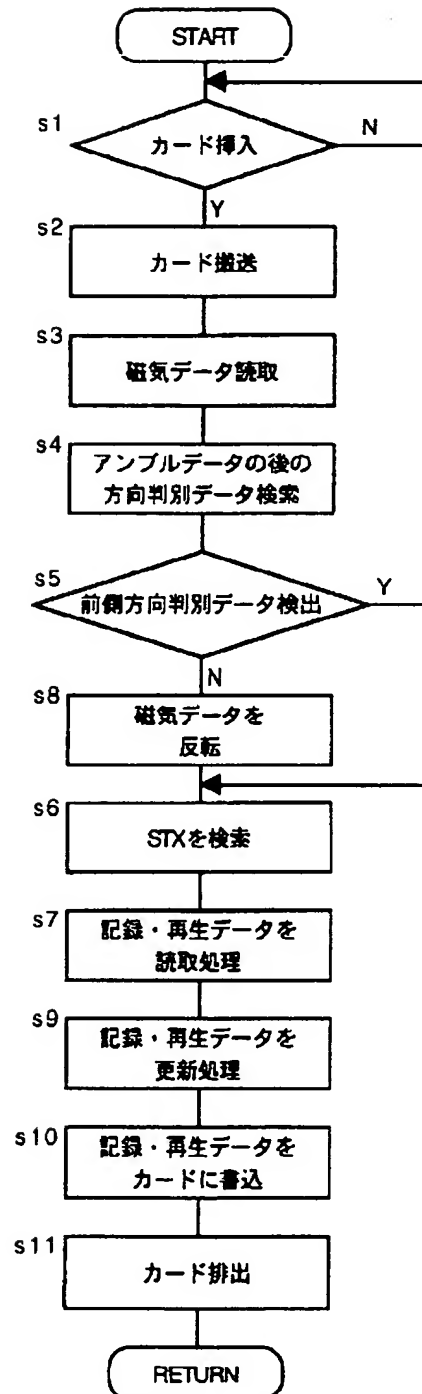 START
s1
カード挿入
N
Y
s2
カード搬送
s3
磁気データ読取
s4
アンブルデータの後の
方向判別データ検索
s5
前側方向判別データ検出
Y
N
s8
磁気データを
反転
s6
STXを検索
s7
記録・再生データを
読取処理
s9
記録・再生データを
更新処理
s10
記録・再生データを
カードに書込
s11
カード排出
RETURN